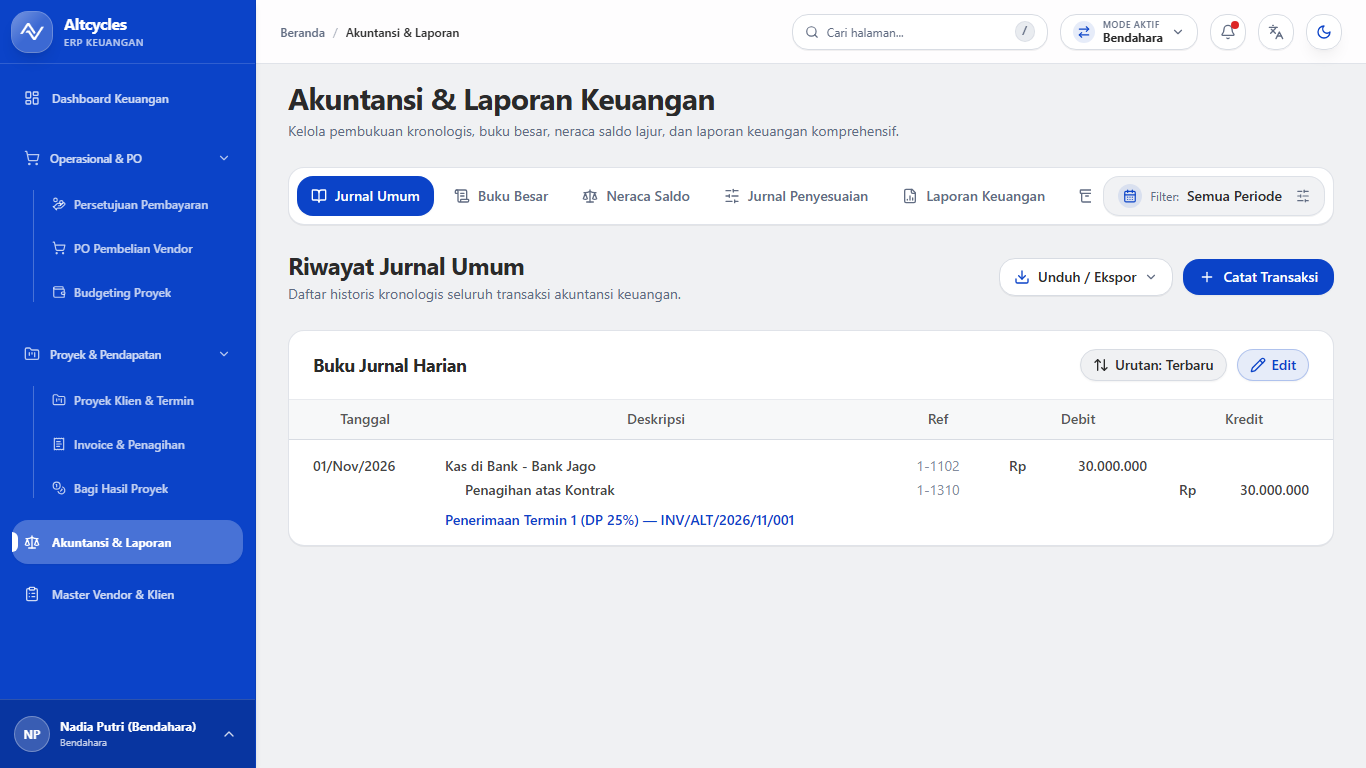 Altcycles
ERP KEUANGAN
Dashboard Keuangan
Operasional & PO
Persetujuan Pembayaran
PO Pembelian Vendor
Budgeting Proyek
Proyek & Pendapatan
Proyek Klien & Termin
Invoice & Penagihan
Bagi Hasil Proyek
Akuntansi & Laporan
Master Vendor & Klien
NP
Nadia Putri (Bendahara)
Bendahara
Beranda / Akuntansi & Laporan
Cari halaman... /
MODE AKTIF
Bendahara
Akuntansi & Laporan Keuangan
Kelola pembukuan kronologis, buku besar, neraca saldo lajur, dan laporan keuangan komprehensif.
Jurnal Umum Buku Besar Neraca Saldo Jurnal Penyesuaian Laporan Keuangan Filter: Semua Periode
Riwayat Jurnal Umum
Daftar historis kronologis seluruh transaksi akuntansi keuangan.
Unduh / Ekspor + Catat Transaksi
Buku Jurnal Harian
Urutan: Terbaru Edit
Tanggal Deskripsi Ref Debit Kredit
01/Nov/2026 Kas di Bank - Bank Jago 1-1102 Rp 30.000.000
Penagihan atas Kontrak 1-1310 Rp 30.000.000
Penerimaan Termin 1 (DP 25%) — INV/ALT/2026/11/001